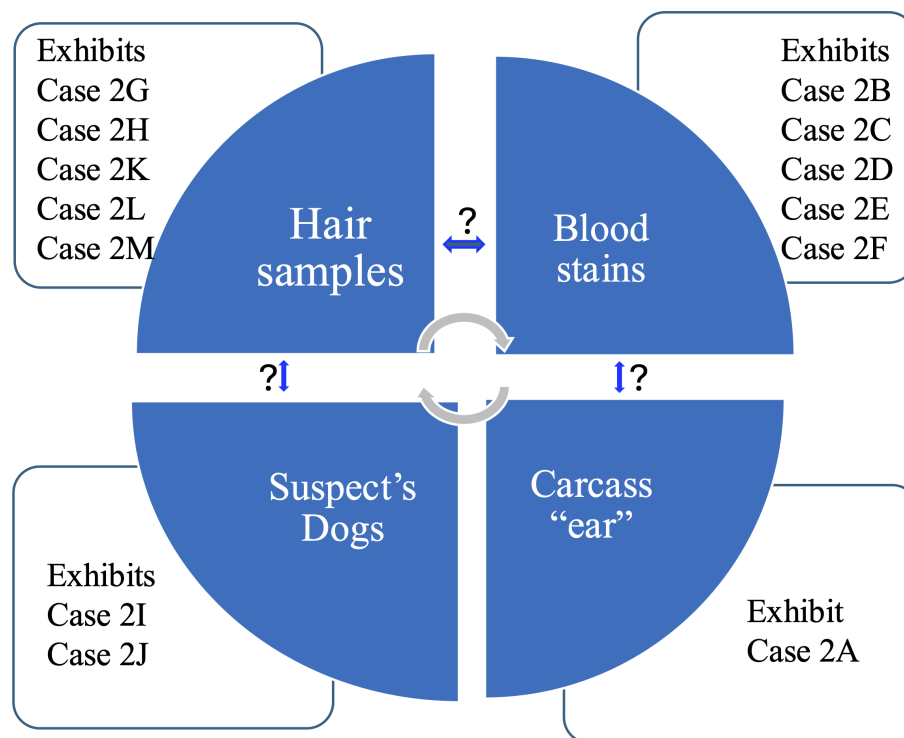 Exhibits
Case 2G
Case 2H
Case 2K
Case 2L
Case 2M
Hair
samples
?
Blood
stains
Exhibits
Case 2B
Case 2C
Case 2D
Case 2E
Case 2F
?
?
Suspect’s
Dogs
Exhibits
Case 2I
Case 2J
Carcass
“ear”
Exhibit
Case 2A